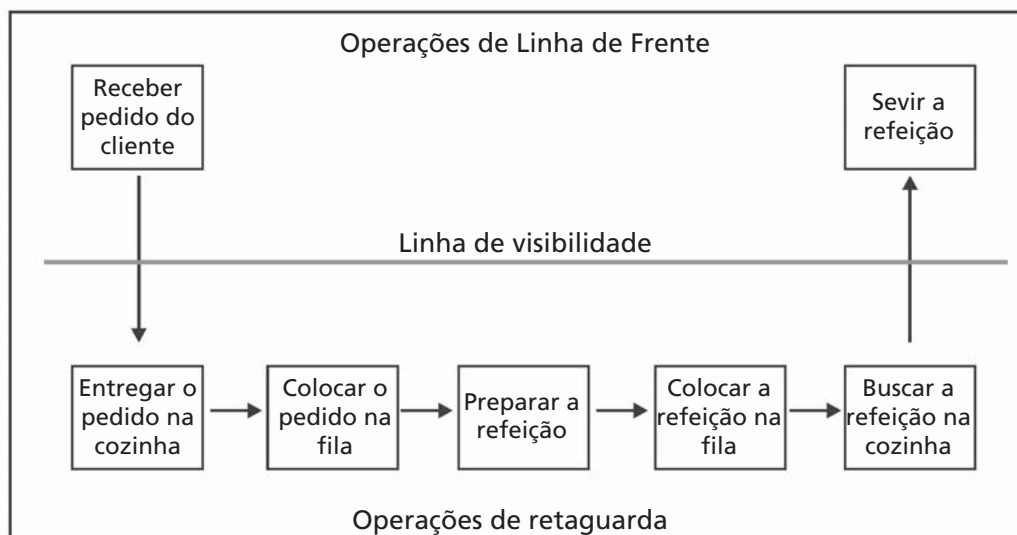 Operações de Linha de Frente
Receber
pedido do
cliente
Sevir a
refeição
Linha de visibilidade
Entregar o
pedido na
cozinha
Colocar o
pedido na
fila
Preparar a
refeição
Colocar a
refeição na
fila
Buscar a
refeição na
cozinha
Operações de retaguarda